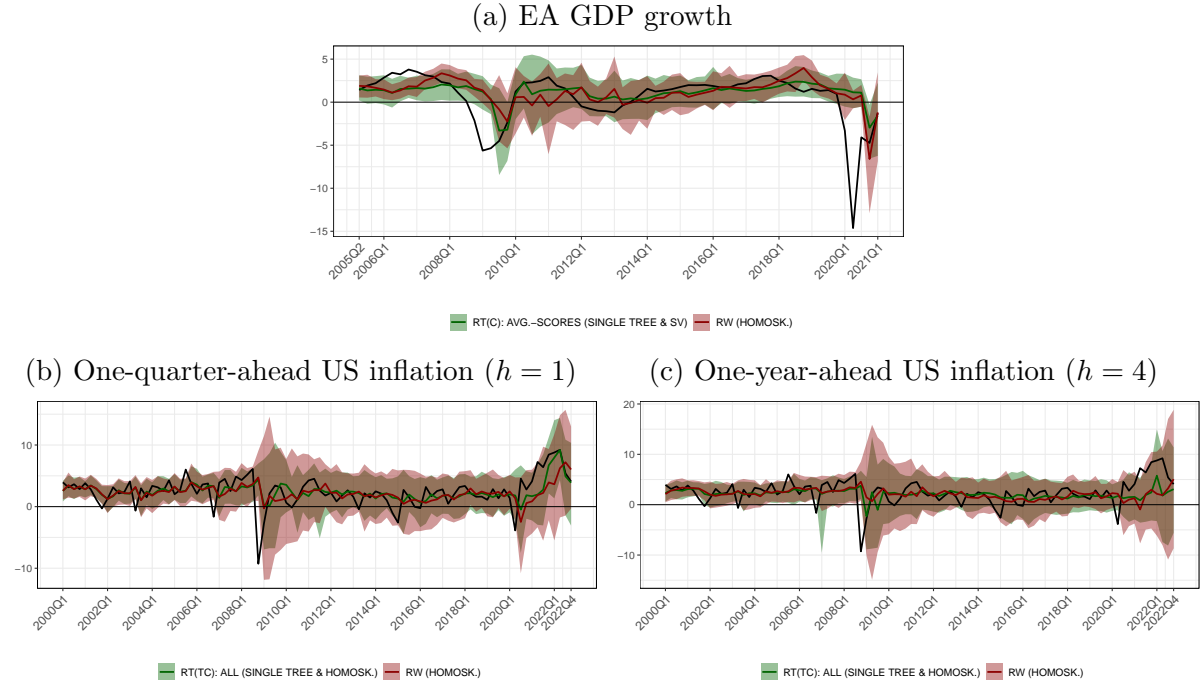 (a) EA GDP growth
5
0
−5
−10
−15
2005Q2 2006Q1 2008Q1 2010Q1 2012Q1 2014Q1 2016Q1 2018Q1 2020Q1 2021Q1
RT(C): AVG.−SCORES (SINGLE TREE & SV) RW (HOMOSK.)
(b) One-quarter-ahead US inflation (h = 1)
10
0
−10
2000Q1 2002Q1 2004Q1 2006Q1 2008Q1 2010Q1 2012Q1 2014Q1 2016Q1 2018Q1 2020Q1 2022Q1 2022Q4
RT(TC): ALL (SINGLE TREE & HOMOSK.) RW (HOMOSK.)
(c) One-year-ahead US inflation (h = 4)
20
10
0
−10
2000Q1 2002Q1 2004Q1 2006Q1 2008Q1 2010Q1 2012Q1 2014Q1 2016Q1 2018Q1 2020Q1 2022Q1 2022Q4
RT(TC): ALL (SINGLE TREE & HOMOSK.) RW (HOMOSK.)